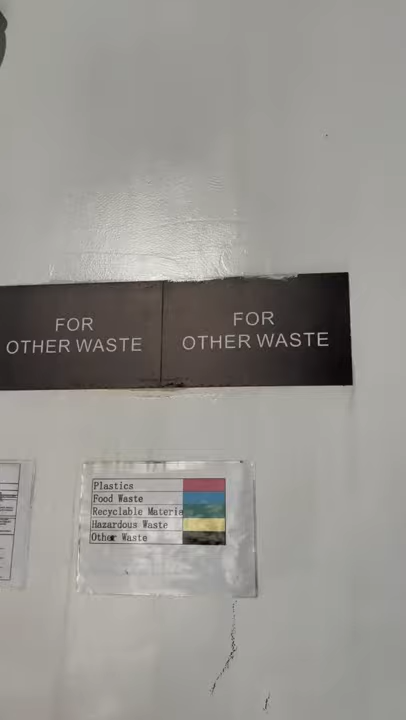 FOR
OTHER WASTE
FOR
OTHER WASTE
Plastics
Food Waste
Recyclable Materia
Hazardous Waste
Other Waste